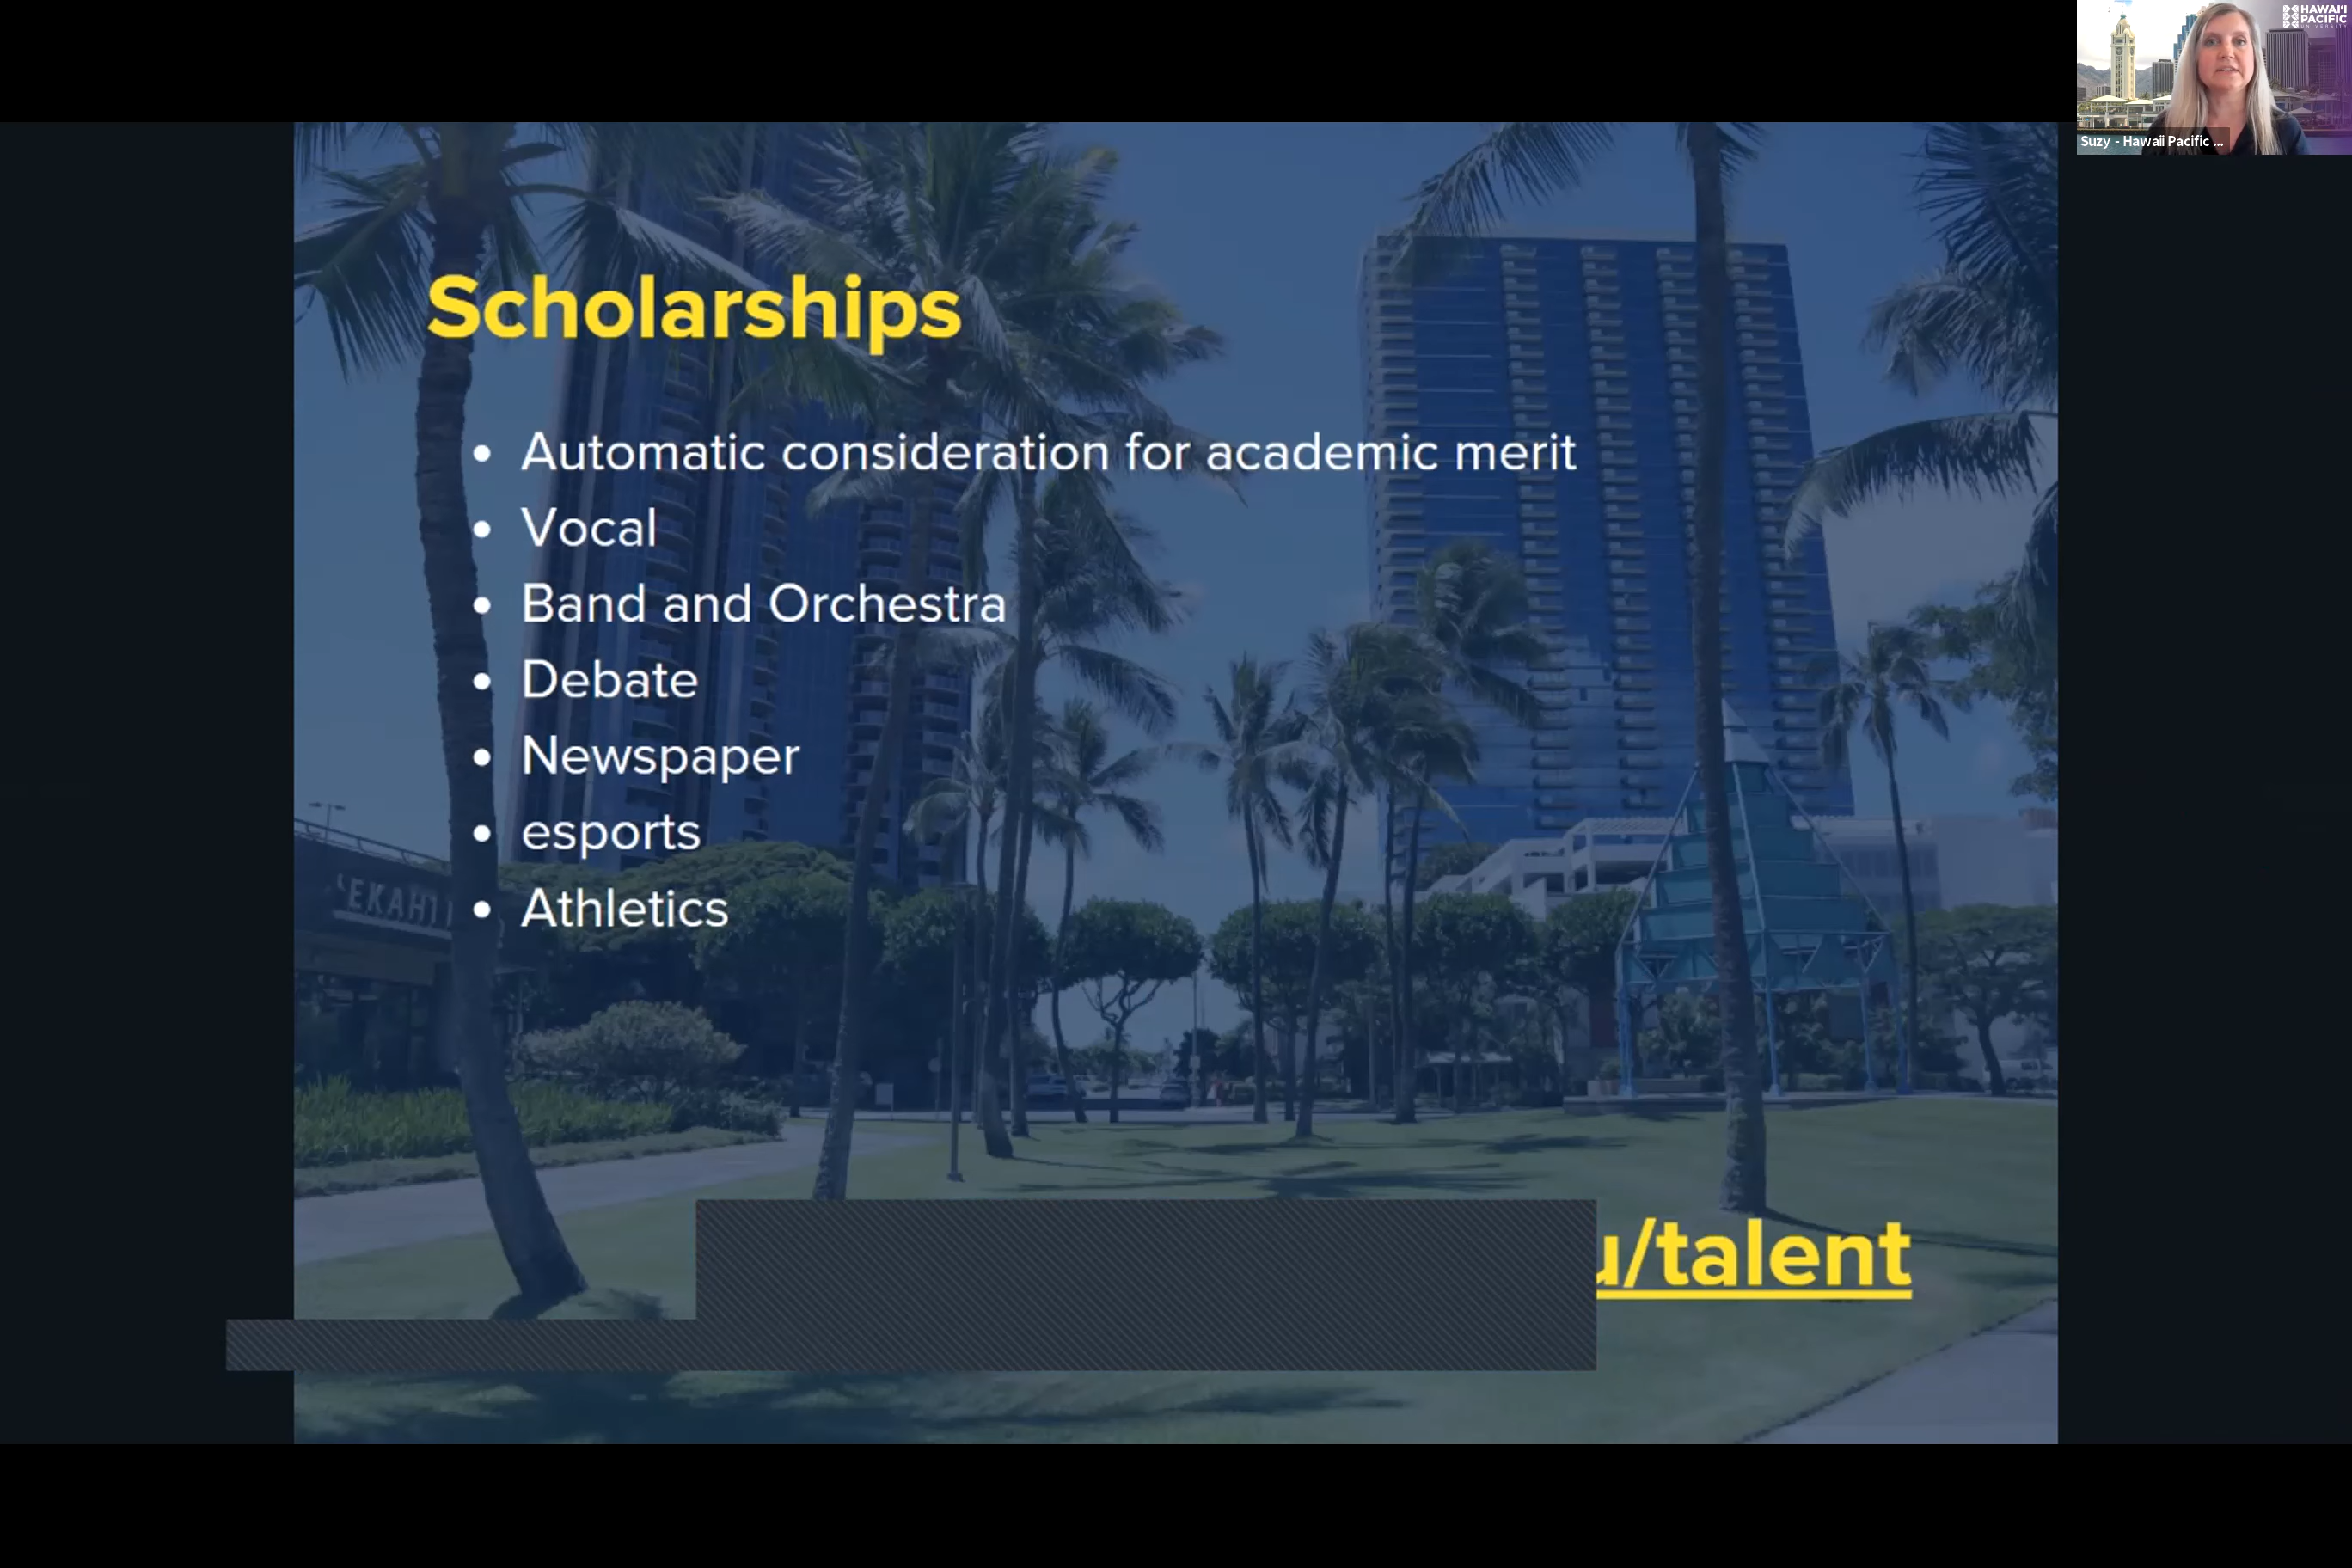 HAWAI'I
PACIFIC
UNIVERSITY
Suzy - Hawaii Pacific ...
Scholarships
• Automatic consideration for academic merit
• Vocal
• Band and Orchestra
• Debate
• Newspaper
• esports
• Athletics
'EKAHI
u/talent